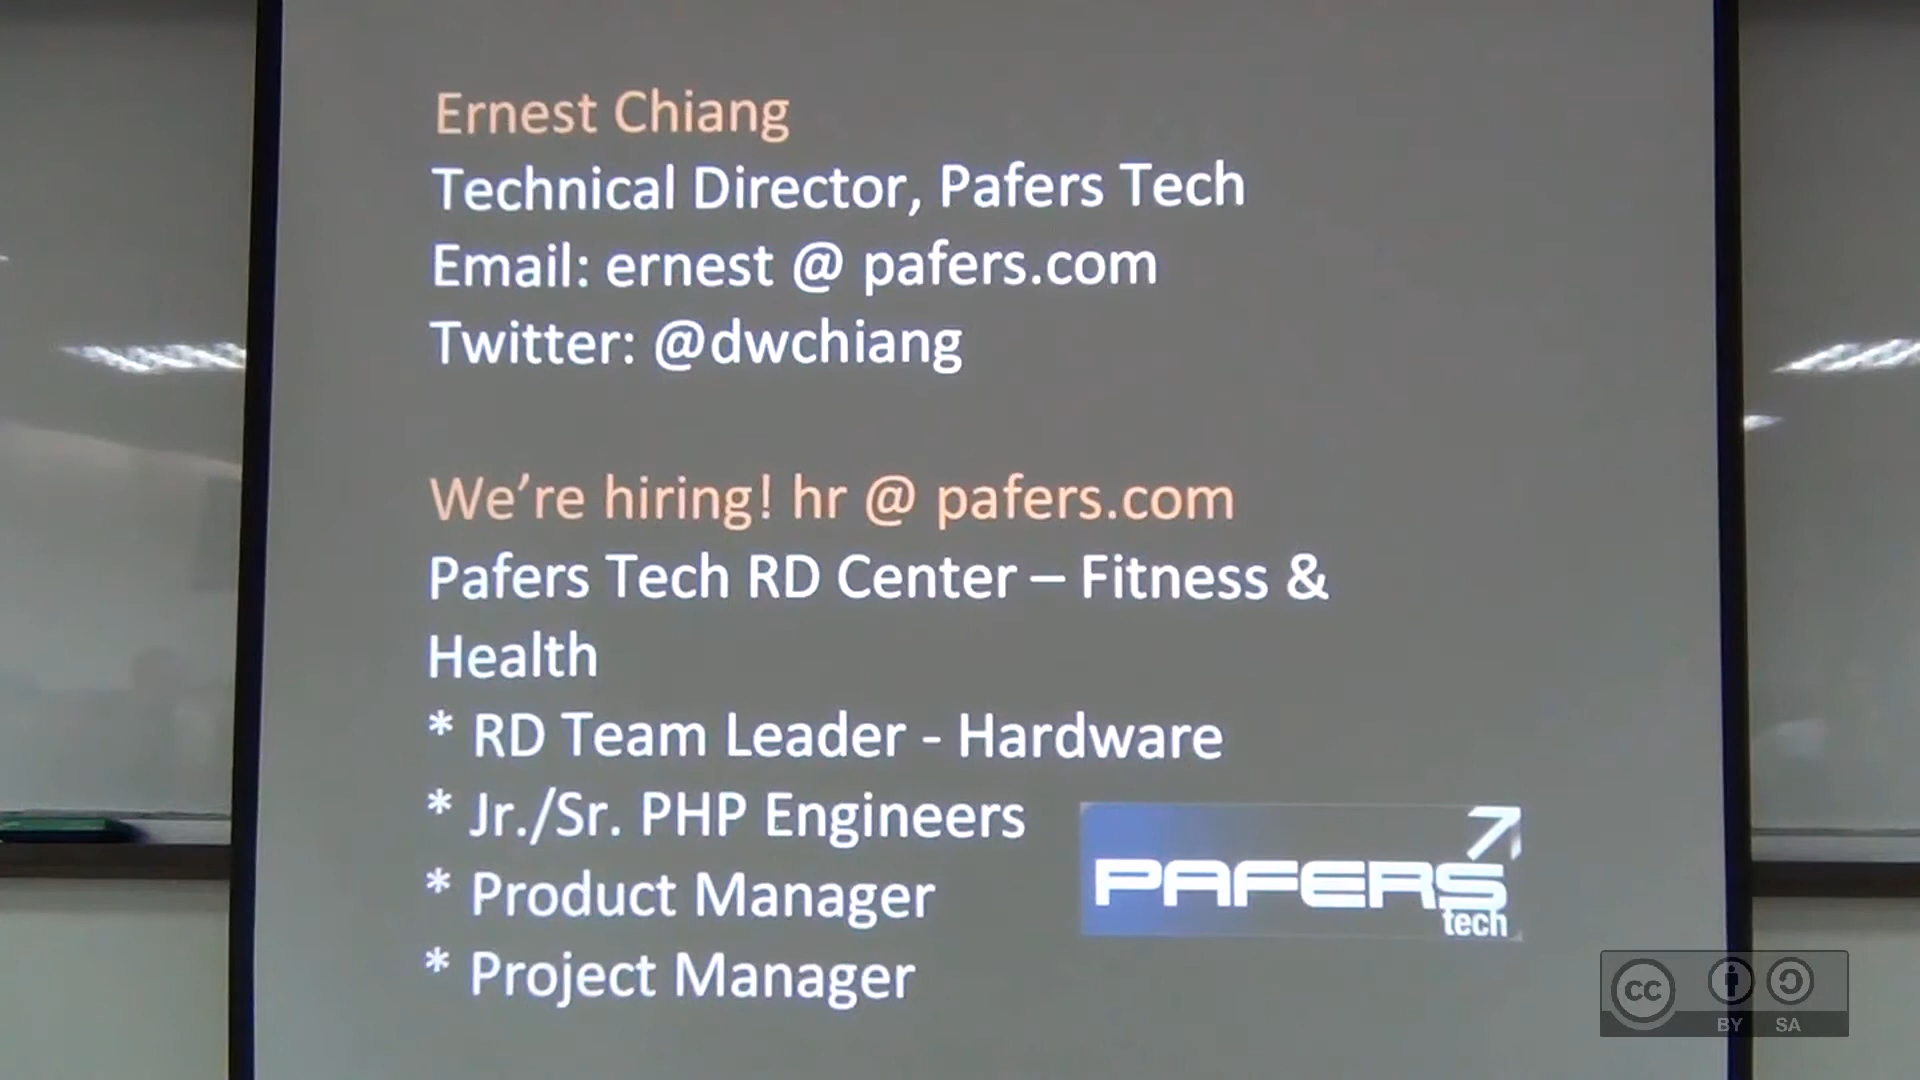 Ernest Chiang
Technical Director, Pafers Tech
Email: ernest @ pafers.com
Twitter: @dwchiang
We’re hiring! hr @ pafers.com
Pafers Tech RD Center – Fitness &
Health
* RD Team Leader - Hardware
* Jr./Sr. PHP Engineers
* Product Manager
* Project Manager
PAFERS
tech
cc
BY SA